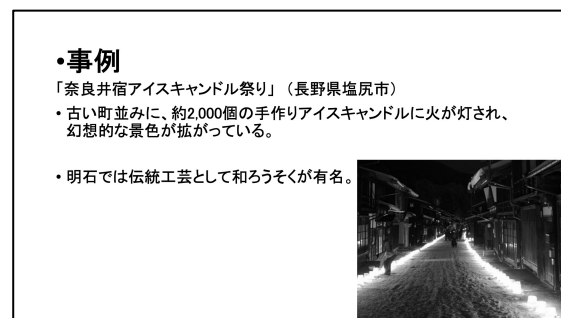 •事例
「奈良井宿アイスキャンドル祭り」（長野県塩尻市）
• 古い町並みに、約2,000個の手作りアイスキャンドルに火が灯され、
幻想的な景色が拡がっている。
• 明石では伝統工芸として和ろうそくが有名。